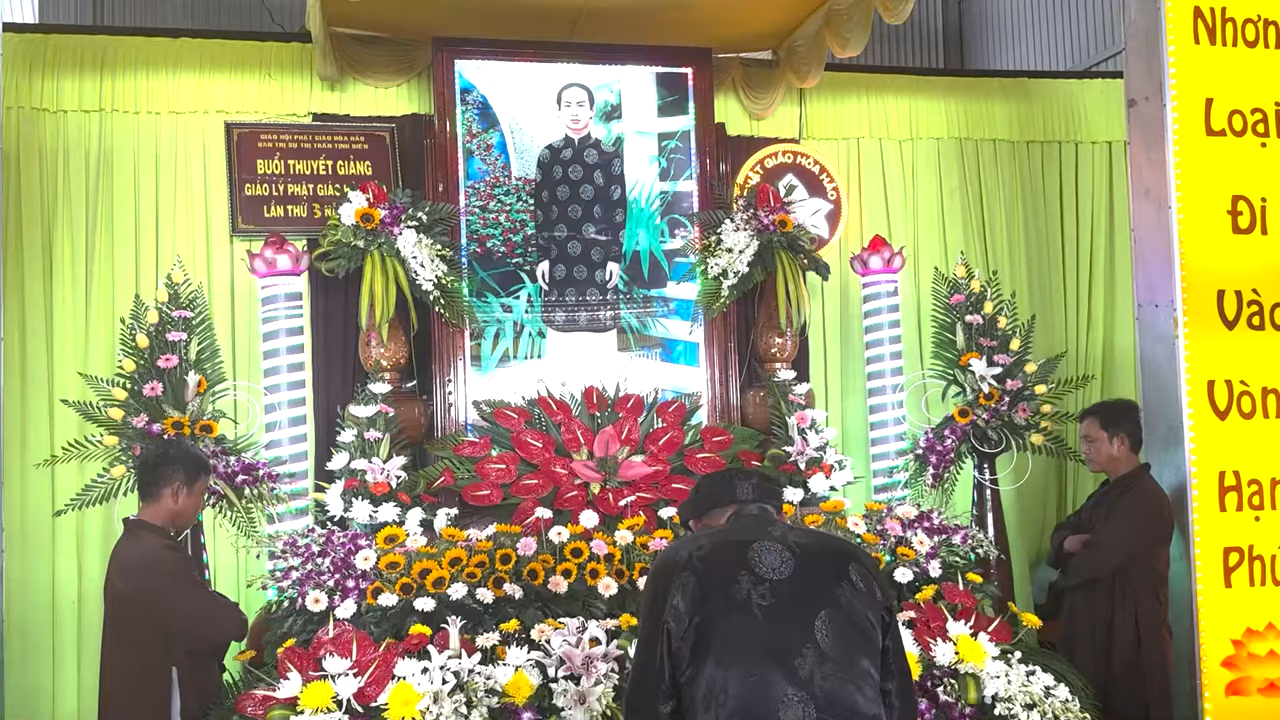 GIÁO HỘI PHẬT GIÁO HÒA HẢO
BAN TRỊ SỰ THỊ TRẤN TỊNH BIÊN
BUỔI THUYẾT GIẢNG
GIÁO LÝ PHẬT GIÁO
LẦN THỨ 3
PHẬT GIÁO HÒA HẢO
Nhơn
Loại
Đi
Vào
Vòn
Hạn
Phú